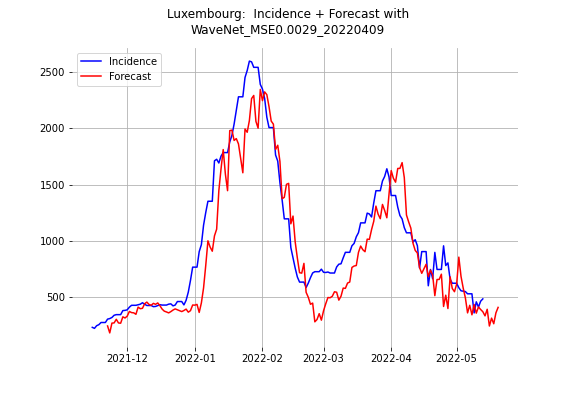 Luxembourg:  Incidence + Forecast with
WaveNet_MSE0.0029_20220409
Incidence
Forecast
2500
2000
1500
1000
500
2021-12
2022-01
2022-02
2022-03
2022-04
2022-05